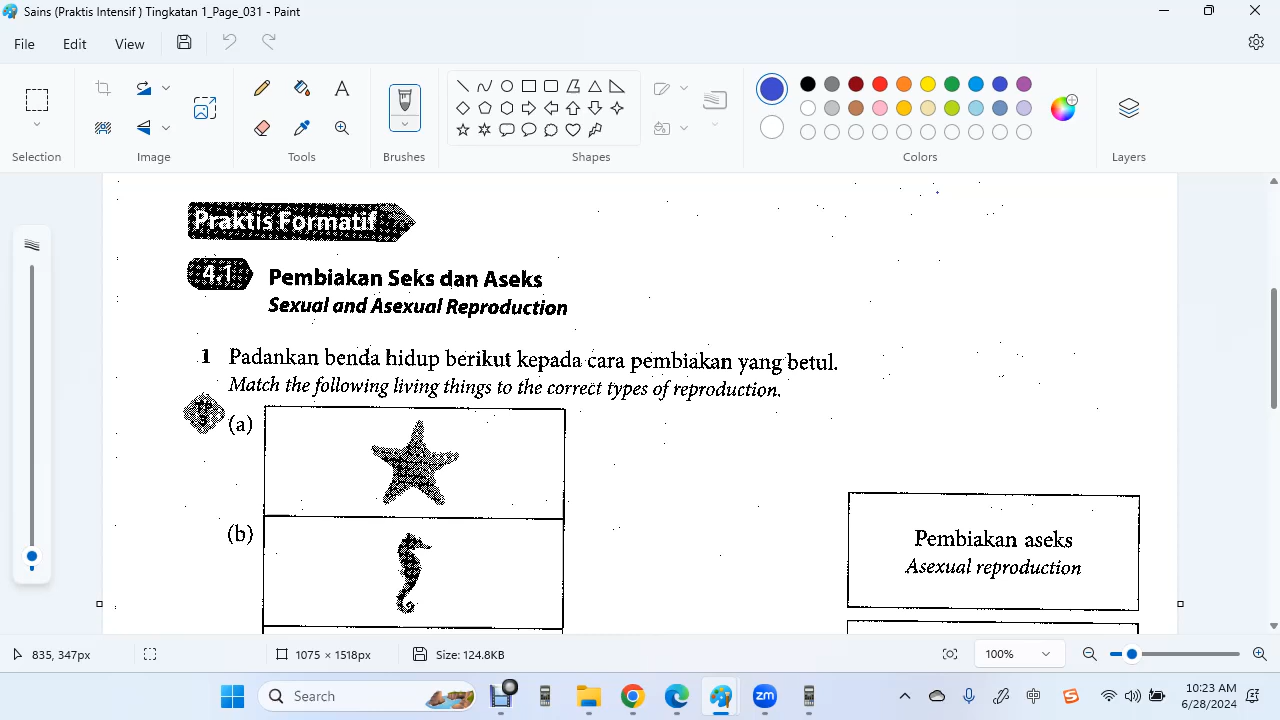 Sains (Praktis Intensif ) Tingkatan 1_Page_031 - Paint
File Edit View
Selection Image Tools Brushes Shapes Colors Layers
Praktis Formatif
4.1 Pembiakan Seks dan Aseks
Sexual and Asexual Reproduction
1 Padankan benda hidup berikut kepada cara pembiakan yang betul.
Match the following living things to the correct types of reproduction.
(a)
(b)
Pembiakan aseks
Asexual reproduction
835, 347px 1075 × 1518px Size: 124.8KB 100%
Search zm 中 10:23 AM
6/28/2024